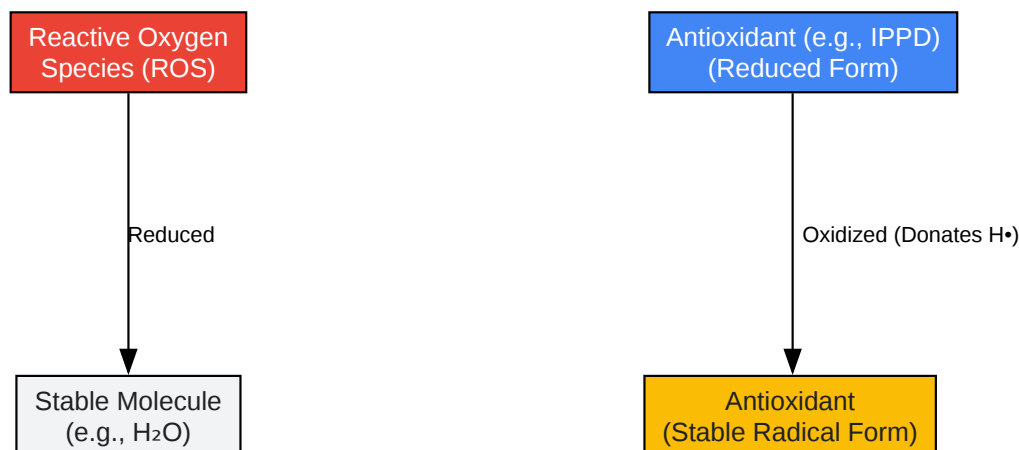 Reactive Oxygen
Species (ROS)
Antioxidant (e.g., IPPD)
(Reduced Form)
Reduced
Oxidized (Donates H•)
Stable Molecule
(e.g., H₂O)
Antioxidant
(Stable Radical Form)